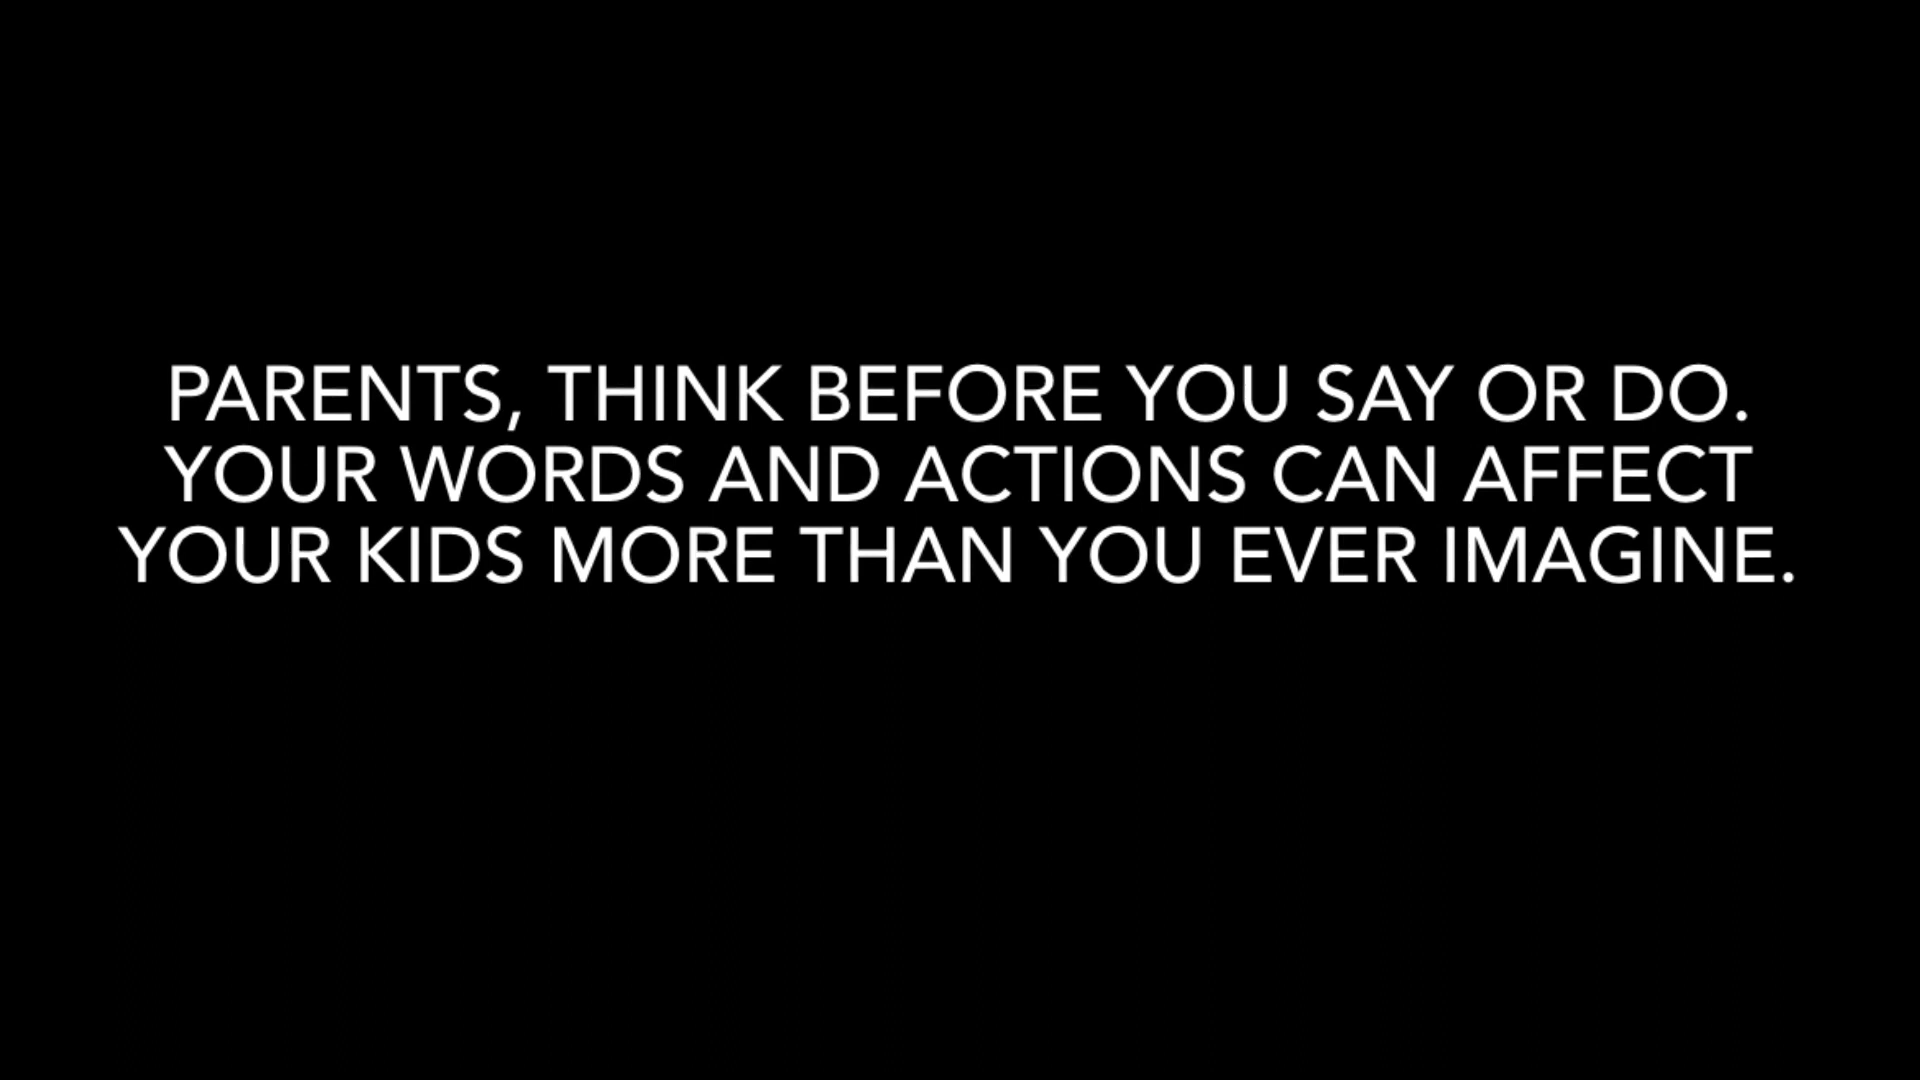 PARENTS, THINK BEFORE YOU SAY OR DO.
YOUR WORDS AND ACTIONS CAN AFFECT
YOUR KIDS MORE THAN YOU EVER IMAGINE.